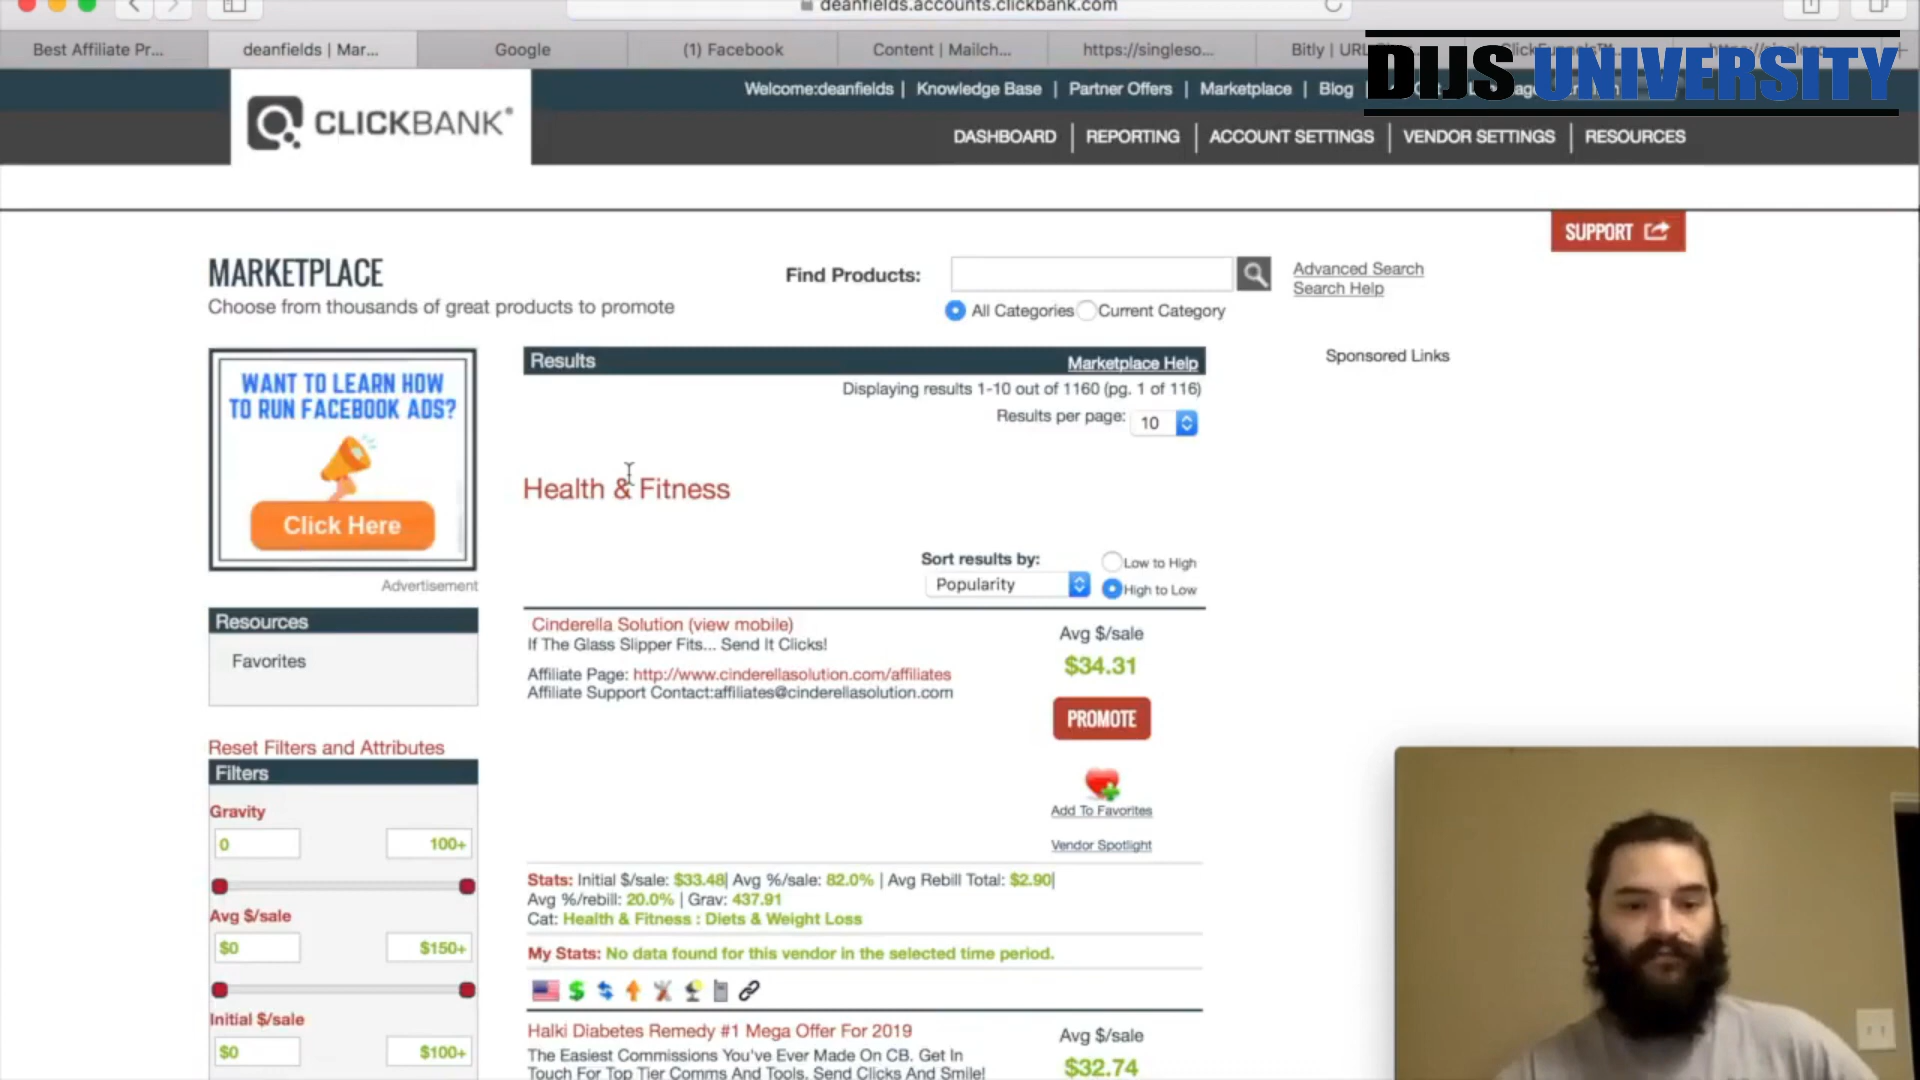 deanfields.accounts.clickbank.com
Best Affiliate Pr...
deanfields | Mar...
Google
(1) Facebook
Content | Mailch...
https://singleso...
Bitly | URL
DIJS UNIVERSITY
Welcome:deanfields | Knowledge Base | Partner Offers | Marketplace | Blog
CLICKBANK®
DASHBOARD | REPORTING | ACCOUNT SETTINGS | VENDOR SETTINGS | RESOURCES
SUPPORT
MARKETPLACE
Choose from thousands of great products to promote
Find Products:
Advanced Search
Search Help
All Categories Current Category
WANT TO LEARN HOW
TO RUN FACEBOOK ADS?
Click Here
Advertisement
Results
Marketplace Help
Sponsored Links
Displaying results 1-10 out of 1160 (pg. 1 of 116)
Results per page: 10
Health & Fitness
Sort results by:
Popularity
Low to High
High to Low
Resources
Favorites
Reset Filters and Attributes
Filters
Gravity
0 100+
Avg $/sale
$0 $150+
Initial $/sale
$0 $100+
Cinderella Solution (view mobile)
If The Glass Slipper Fits... Send It Clicks!
Affiliate Page: http://www.cinderellasolution.com/affiliates
Affiliate Support Contact:affiliates@cinderellasolution.com
Avg $/sale
$34.31
PROMOTE
Add To Favorites
Vendor Spotlight
Stats: Initial $/sale: $33.48| Avg %/sale: 82.0% | Avg Rebill Total: $2.90|
Avg %/rebill: 20.0% | Grav: 437.91
Cat: Health & Fitness : Diets & Weight Loss
My Stats: No data found for this vendor in the selected time period.
Halki Diabetes Remedy #1 Mega Offer For 2019
The Easiest Commissions You've Ever Made On CB. Get In
Touch For Top Tier Comms And Tools. Send Clicks And Smile!
Avg $/sale
$32.74